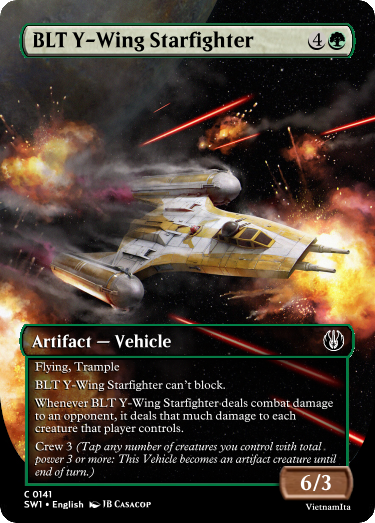 BLT Y-Wing Starfighter 4
Artifact — Vehicle
Flying, Trample
BLT Y-Wing Starfighter can't block.
Whenever BLT Y-Wing Starfighter deals combat damage
to an opponent, it deals that much damage to each
creature that player controls.
Crew 3 (Tap any number of creatures you control with total
power 3 or more: This Vehicle becomes an artifact creature until
end of turn.)
6/3
C 0141
SW1 • English JB Casacop
VietnamIta